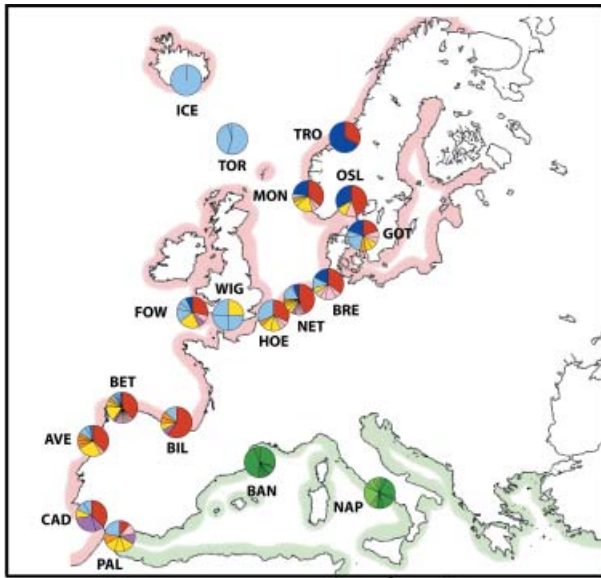 ICE
TOR
TRO
MON
OSL
GOT
WIG
FOW
HOE
NET
BRE
BET
AVE
BIL
BAN
NAP
CAD
PAL